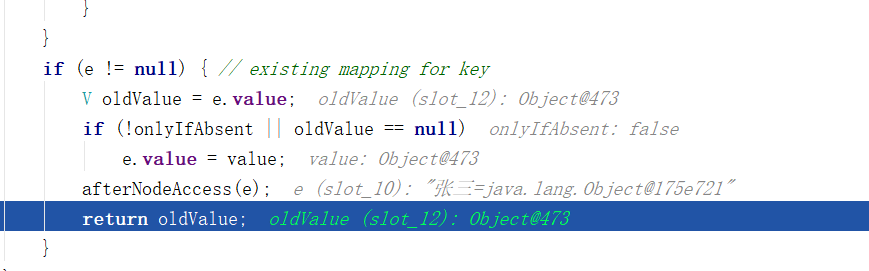 }
}
if (e != null) { // existing mapping for key
V oldValue = e.value; oldValue (slot_12): Object@473
if (!onlyIfAbsent || oldValue == null) onlyIfAbsent: false
e.value = value; value: Object@473
afterNodeAccess(e); e (slot_10): "张三=java.lang.Object@175e721"
return oldValue; oldValue (slot_12): Object@473
}